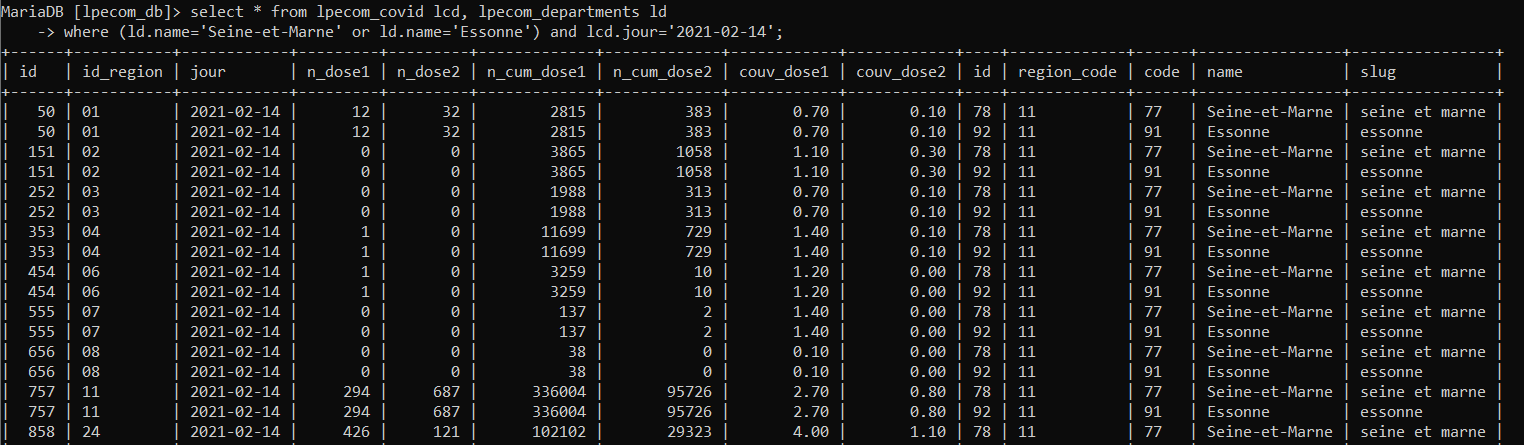 MariaDB [lpecom_db]> select * from lpecom_covid lcd, lpecom_departments ld
    -> where (ld.name='Seine-et-Marne' or ld.name='Essonne') and lcd.jour='2021-02-14';
+------+-----------+------------+---------+---------+-------------+-------------+------------+------------+----+-------------+------+----------------+----------------+
| id   | id_region | jour       | n_dose1 | n_dose2 | n_cum_dose1 | n_cum_dose2 | couv_dose1 | couv_dose2 | id | region_code | code | name           | slug           |
+------+-----------+------------+---------+---------+-------------+-------------+------------+------------+----+-------------+------+----------------+----------------+
|   50 | 01        | 2021-02-14 |      12 |      32 |        2815 |         383 |       0.70 |       0.10 | 78 | 11          | 77   | Seine-et-Marne | seine et marne |
|   50 | 01        | 2021-02-14 |      12 |      32 |        2815 |         383 |       0.70 |       0.10 | 92 | 11          | 91   | Essonne        | essonne        |
|  151 | 02        | 2021-02-14 |       0 |       0 |        3865 |        1058 |       1.10 |       0.30 | 78 | 11          | 77   | Seine-et-Marne | seine et marne |
|  151 | 02        | 2021-02-14 |       0 |       0 |        3865 |        1058 |       1.10 |       0.30 | 92 | 11          | 91   | Essonne        | essonne        |
|  252 | 03        | 2021-02-14 |       0 |       0 |        1988 |         313 |       0.70 |       0.10 | 78 | 11          | 77   | Seine-et-Marne | seine et marne |
|  252 | 03        | 2021-02-14 |       0 |       0 |        1988 |         313 |       0.70 |       0.10 | 92 | 11          | 91   | Essonne        | essonne        |
|  353 | 04        | 2021-02-14 |       1 |       0 |       11699 |         729 |       1.40 |       0.10 | 78 | 11          | 77   | Seine-et-Marne | seine et marne |
|  353 | 04        | 2021-02-14 |       1 |       0 |       11699 |         729 |       1.40 |       0.10 | 92 | 11          | 91   | Essonne        | essonne        |
|  454 | 06        | 2021-02-14 |       1 |       0 |        3259 |          10 |       1.20 |       0.00 | 78 | 11          | 77   | Seine-et-Marne | seine et marne |
|  454 | 06        | 2021-02-14 |       1 |       0 |        3259 |          10 |       1.20 |       0.00 | 92 | 11          | 91   | Essonne        | essonne        |
|  555 | 07        | 2021-02-14 |       0 |       0 |         137 |           2 |       1.40 |       0.00 | 78 | 11          | 77   | Seine-et-Marne | seine et marne |
|  555 | 07        | 2021-02-14 |       0 |       0 |         137 |           2 |       1.40 |       0.00 | 92 | 11          | 91   | Essonne        | essonne        |
|  656 | 08        | 2021-02-14 |       0 |       0 |          38 |           0 |       0.10 |       0.00 | 78 | 11          | 77   | Seine-et-Marne | seine et marne |
|  656 | 08        | 2021-02-14 |       0 |       0 |          38 |           0 |       0.10 |       0.00 | 92 | 11          | 91   | Essonne        | essonne        |
|  757 | 11        | 2021-02-14 |     294 |     687 |      336004 |       95726 |       2.70 |       0.80 | 78 | 11          | 77   | Seine-et-Marne | seine et marne |
|  757 | 11        | 2021-02-14 |     294 |     687 |      336004 |       95726 |       2.70 |       0.80 | 92 | 11          | 91   | Essonne        | essonne        |
|  858 | 24        | 2021-02-14 |     426 |     121 |      102102 |       29323 |       4.00 |       1.10 | 78 | 11          | 77   | Seine-et-Marne | seine et marne |